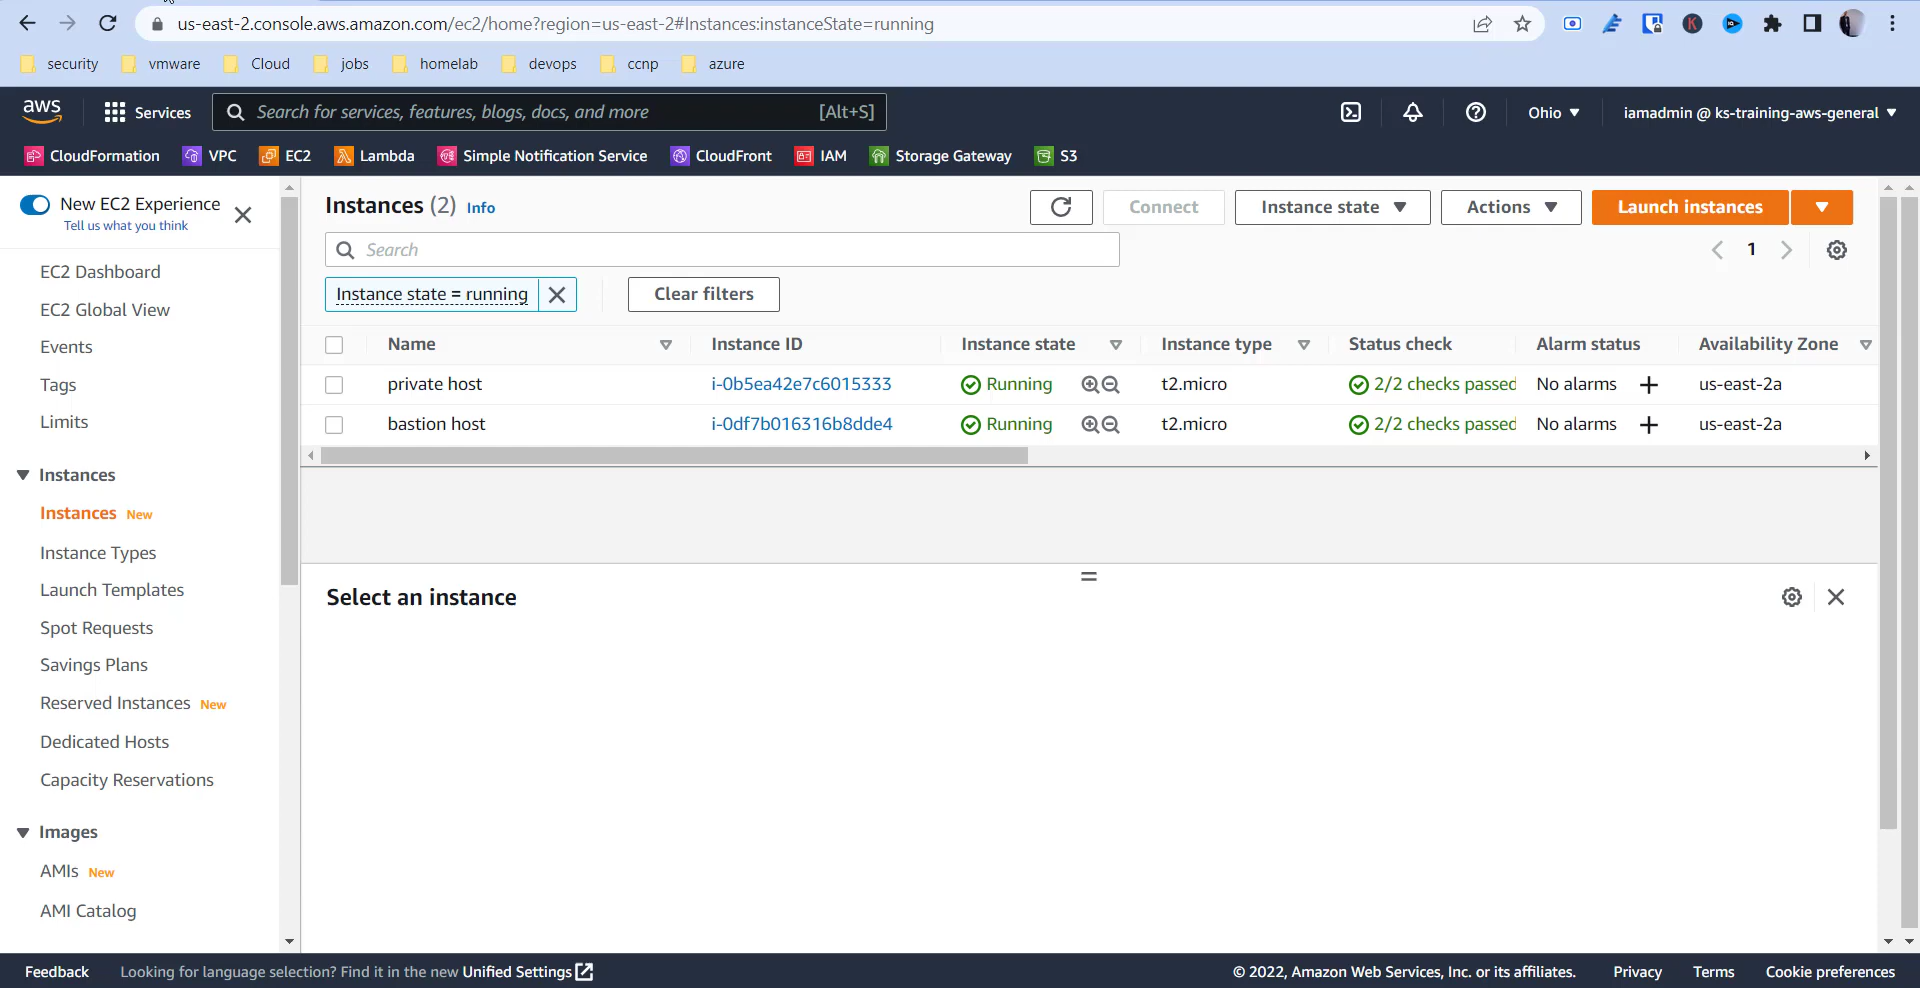 us-east-2.console.aws.amazon.com/ec2/home?region=us-east-2#Instances:instanceState=running
security vmware Cloud jobs homelab devops ccnp azure
aws Services Search for services, features, blogs, docs, and more [Alt+S] Ohio iamadmin @ ks-training-aws-general
CloudFormation VPC EC2 Lambda Simple Notification Service CloudFront IAM Storage Gateway S3
New EC2 Experience
Tell us what you think
EC2 Dashboard
EC2 Global View
Events
Tags
Limits
Instances
Instances New
Instance Types
Launch Templates
Spot Requests
Savings Plans
Reserved Instances New
Dedicated Hosts
Capacity Reservations
Images
AMIs New
AMI Catalog
Instances (2) Info Connect Instance state Actions Launch instances
Search 1
Instance state = running Clear filters
Name Instance ID Instance state Instance type Status check Alarm status Availability Zone
private host i-0b5ea42e7c6015333 Running t2.micro 2/2 checks passed No alarms + us-east-2a
bastion host i-0df7b016316b8dde4 Running t2.micro 2/2 checks passed No alarms + us-east-2a
Select an instance
Feedback Looking for language selection? Find it in the new Unified Settings © 2022, Amazon Web Services, Inc. or its affiliates. Privacy Terms Cookie preferences